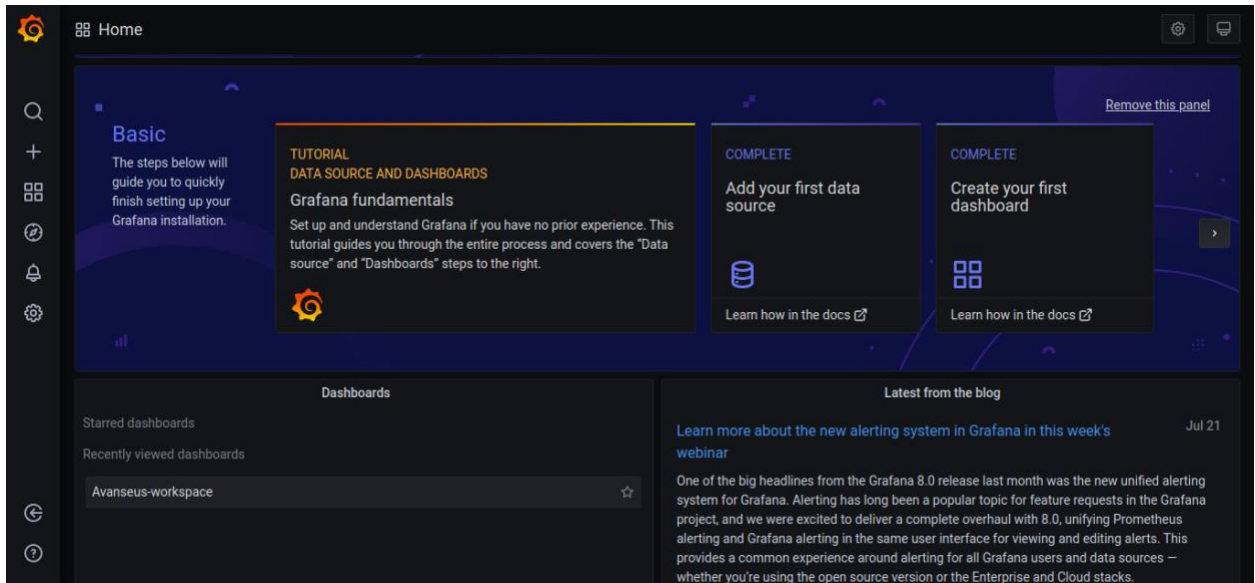 Home
Remove this panel
Basic
The steps below will
guide you to quickly
finish setting up your
Grafana installation.
TUTORIAL
DATA SOURCE AND DASHBOARDS
Grafana fundamentals
Set up and understand Grafana if you have no prior experience. This
tutorial guides you through the entire process and covers the “Data
source” and “Dashboards” steps to the right.
COMPLETE
Add your first data
source
Learn how in the docs
COMPLETE
Create your first
dashboard
Learn how in the docs
Dashboards
Starred dashboards
Recently viewed dashboards
Avanseus-workspace
Latest from the blog
Learn more about the new alerting system in Grafana in this week's
webinar
Jul 21
One of the big headlines from the Grafana 8.0 release last month was the new unified alerting
system for Grafana. Alerting has long been a popular topic for feature requests in the Grafana
project, and we were excited to deliver a complete overhaul with 8.0, unifying Prometheus
alerting and Grafana alerting in the same user interface for viewing and editing alerts. This
provides a common experience around alerting for all Grafana users and data sources —
whether you're using the open source version or the Enterprise and Cloud stacks.